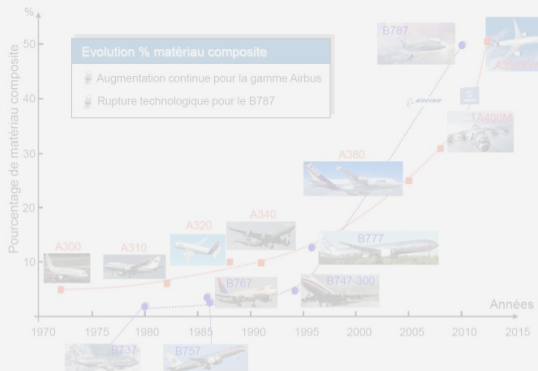 %
Pourcentage de matériau composite
50
40
30
20
10
Evolution % matériau composite
Augmentation continue pour la gamme Airbus
Rupture technologique pour le B787
B787
BOEING
A400M
A380
A340
A320
A310
A300
B777
B747-300
B767
B737
B757
Années
1970
1975
1980
1985
1990
1995
2000
2005
2010
2015